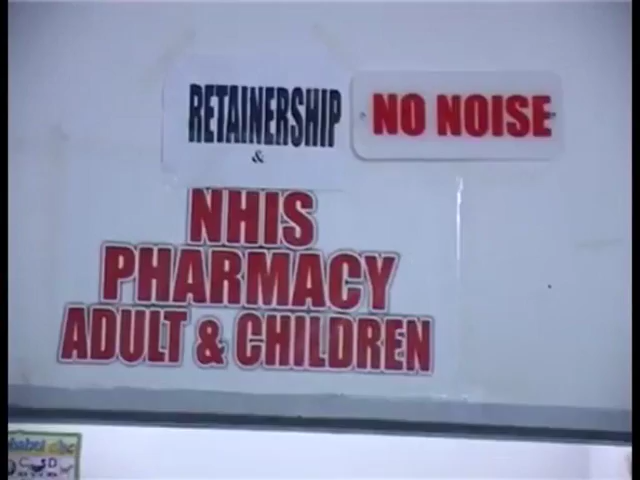 RETAINERSHIP
&
NO NOISE
NHIS
PHARMACY
ADULT & CHILDREN
C D